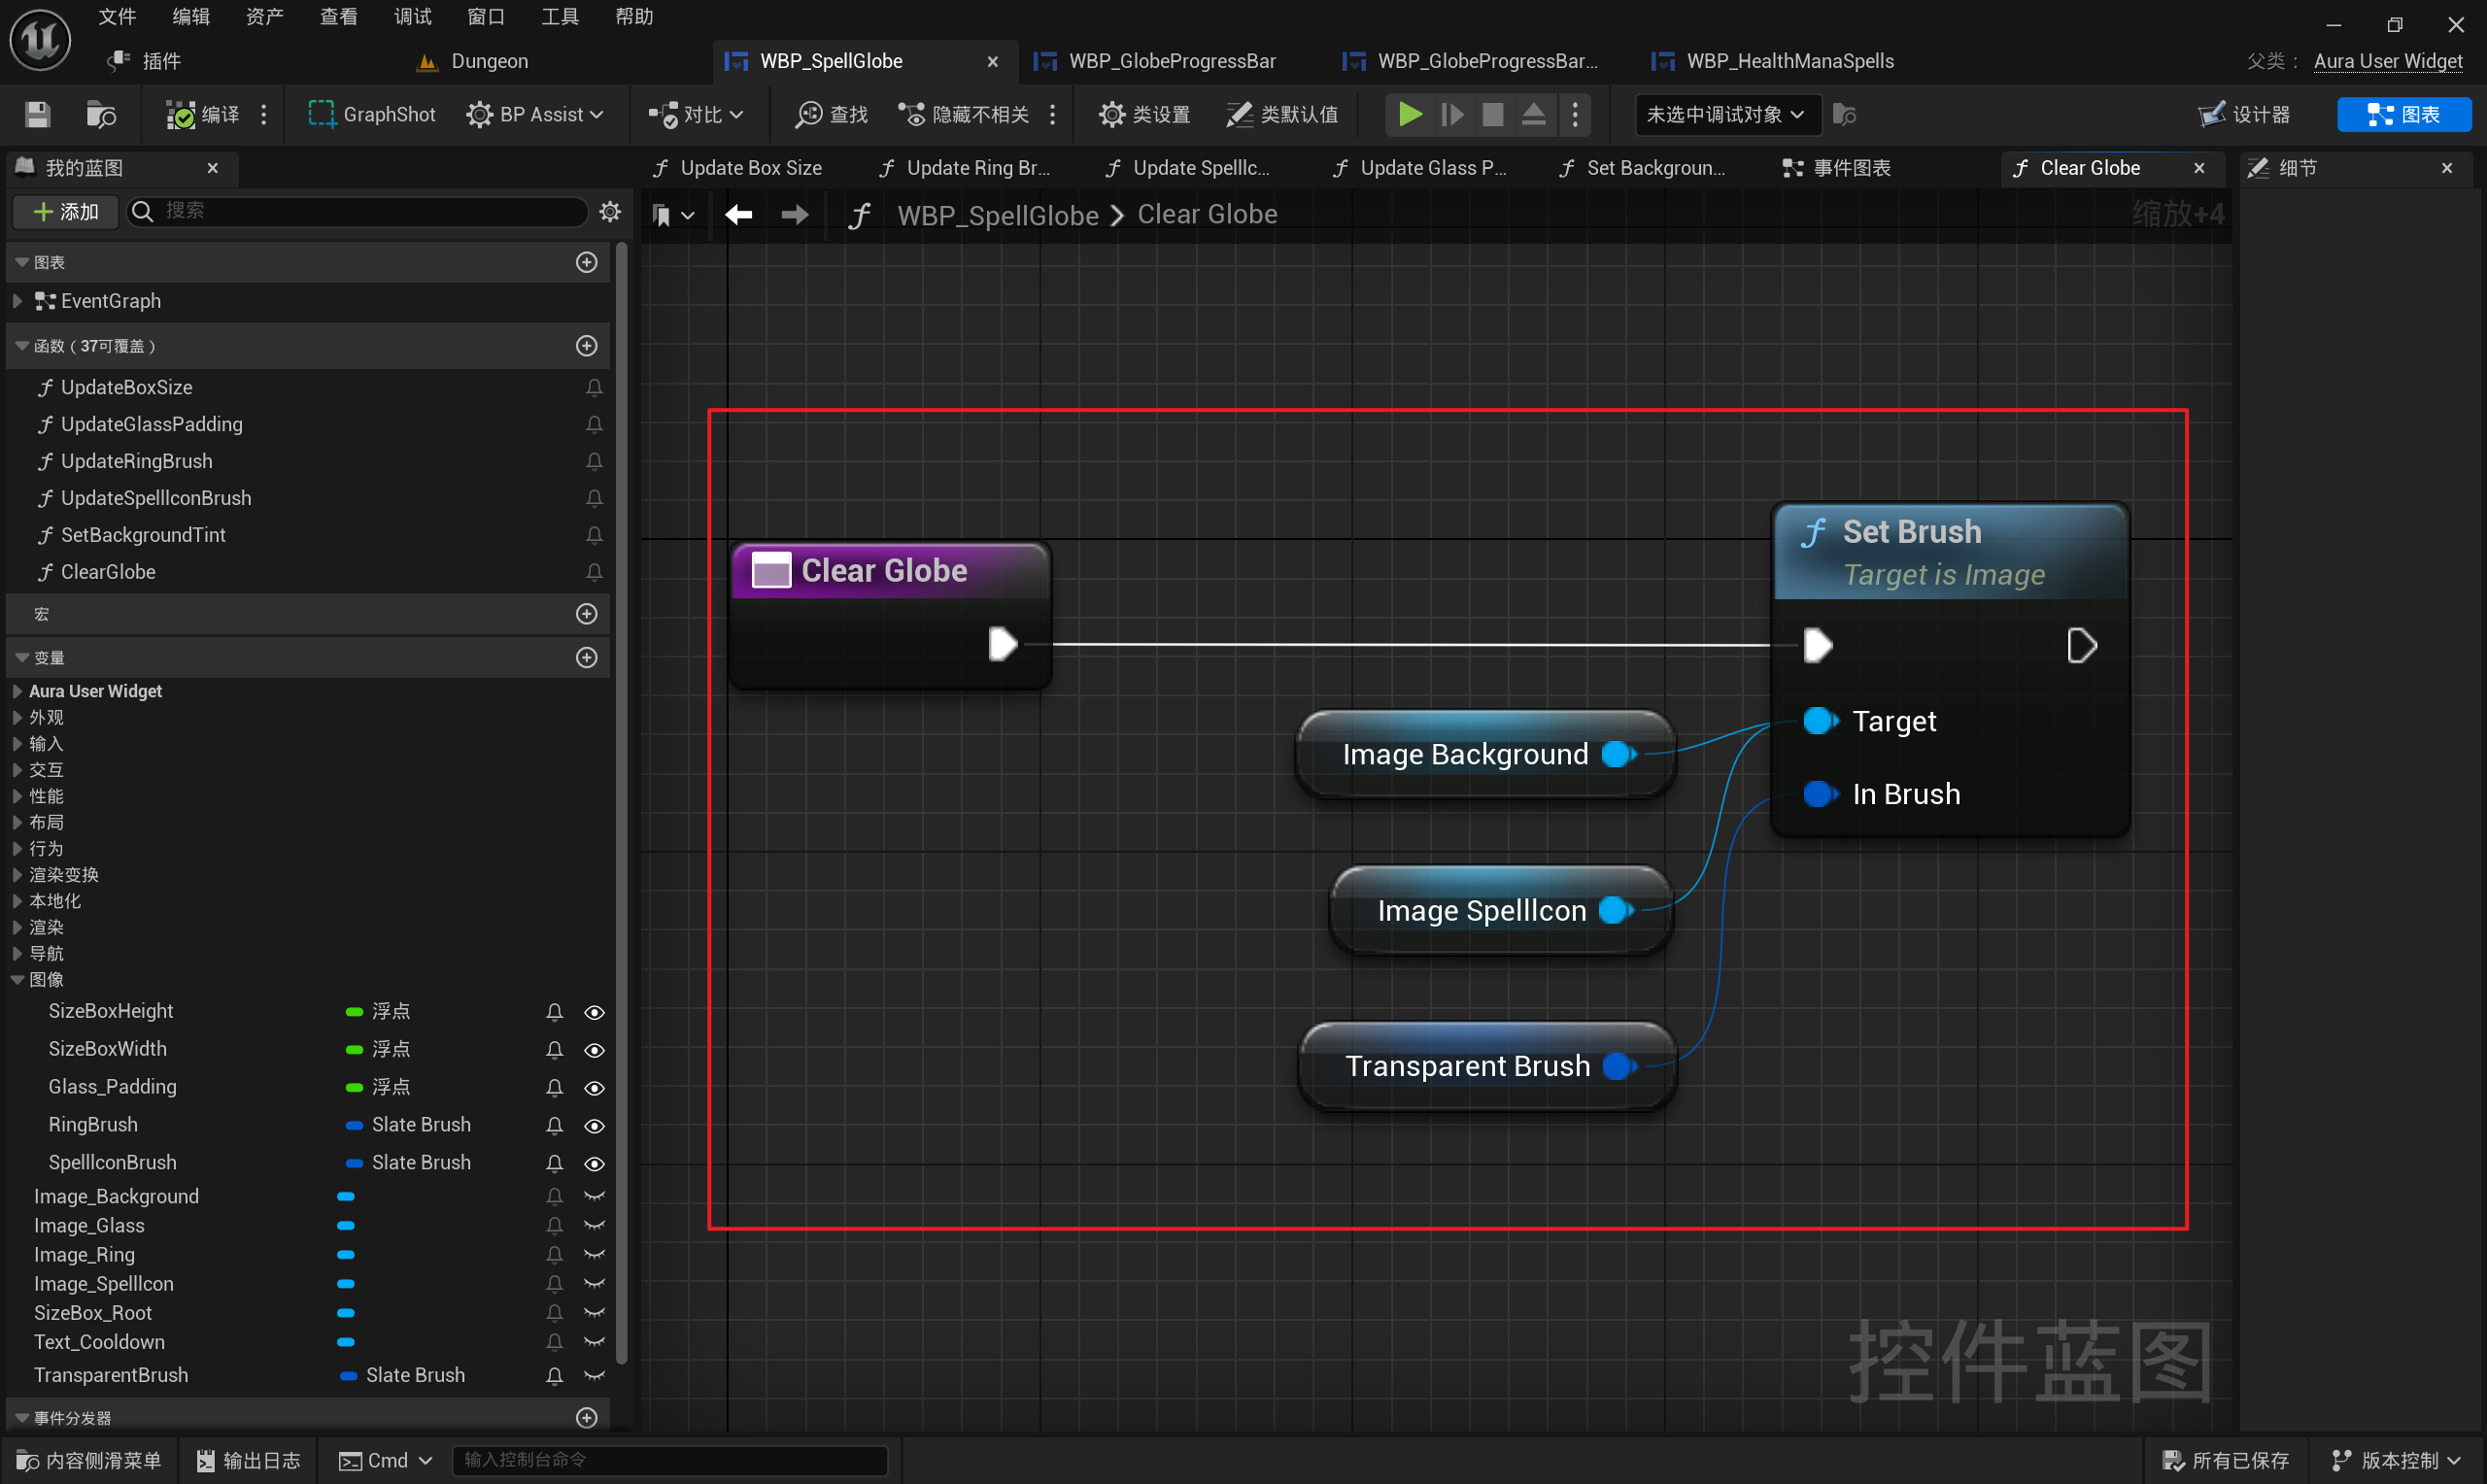 文件 编辑 资产 查看 调试 窗口 工具 帮助
插件 Dungeon WBP_SpellGlobe WBP_GlobeProgressBar WBP_GlobeProgressBar... WBP_HealthManaSpells 父类： Aura User Widget
编译 GraphShot BP Assist 对比 查找 隐藏不相关 类设置 类默认值 未选中调试对象 设计器 图表
我的蓝图 Update Box Size Update Ring Br... Update SpellIc... Update Glass P... Set Backgroun... 事件图表 Clear Globe 细节
添加 搜索 WBP_SpellGlobe Clear Globe 缩放+4
图表
EventGraph
函数（37可覆盖）
UpdateBoxSize
UpdateGlassPadding
UpdateRingBrush
UpdateSpellIconBrush
SetBackgroundTint
ClearGlobe
宏
变量
Aura User Widget
外观
输入
交互
性能
布局
行为
渲染变换
本地化
渲染
导航
图像
SizeBoxHeight 浮点
SizeBoxWidth 浮点
Glass_Padding 浮点
RingBrush Slate Brush
SpellIconBrush Slate Brush
Image_Background
Image_Glass
Image_Ring
Image_SpellIcon
SizeBox_Root
Text_Cooldown
TransparentBrush Slate Brush
事件分发器
Clear Globe
Set Brush
Target is Image
Target
In Brush
Image Background
Image SpellIcon
Transparent Brush
控件蓝图
内容侧滑菜单 输出日志 Cmd 输入控制台命令 所有已保存 版本控制